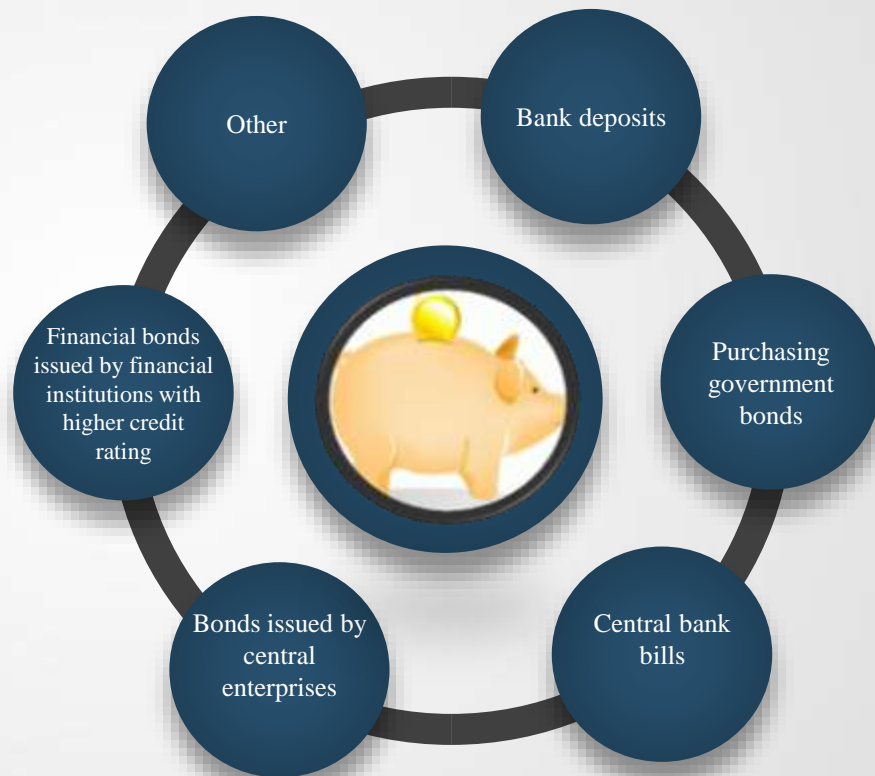 Other
Bank deposits
Purchasing
government
bonds
Central bank
bills
Bonds issued by
central
enterprises
Financial bonds
issued by financial
institutions with
higher credit
rating